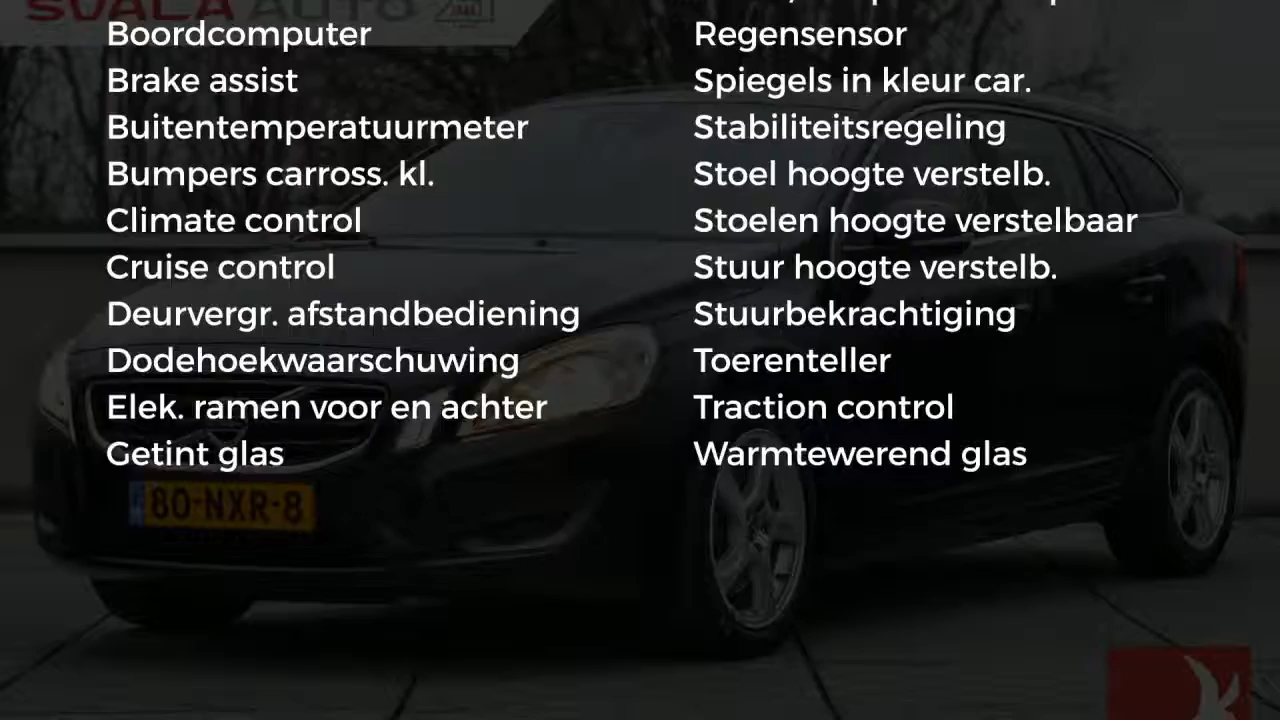 SVALA AUTO
Boordcomputer
Brake assist
Buitentemperatuurmeter
Bumpers carross. kl.
Climate control
Cruise control
Deurvergr. afstandbediening
Dodehoekwaarschuwing
Elek. ramen voor en achter
Getint glas
Regensensor
Spiegels in kleur car.
Stabiliteitsregeling
Stoel hoogte verstelb.
Stoelen hoogte verstelbaar
Stuur hoogte verstelb.
Stuurbekrachtiging
Toerenteller
Traction control
Warmtewerend glas
80-NXR-8